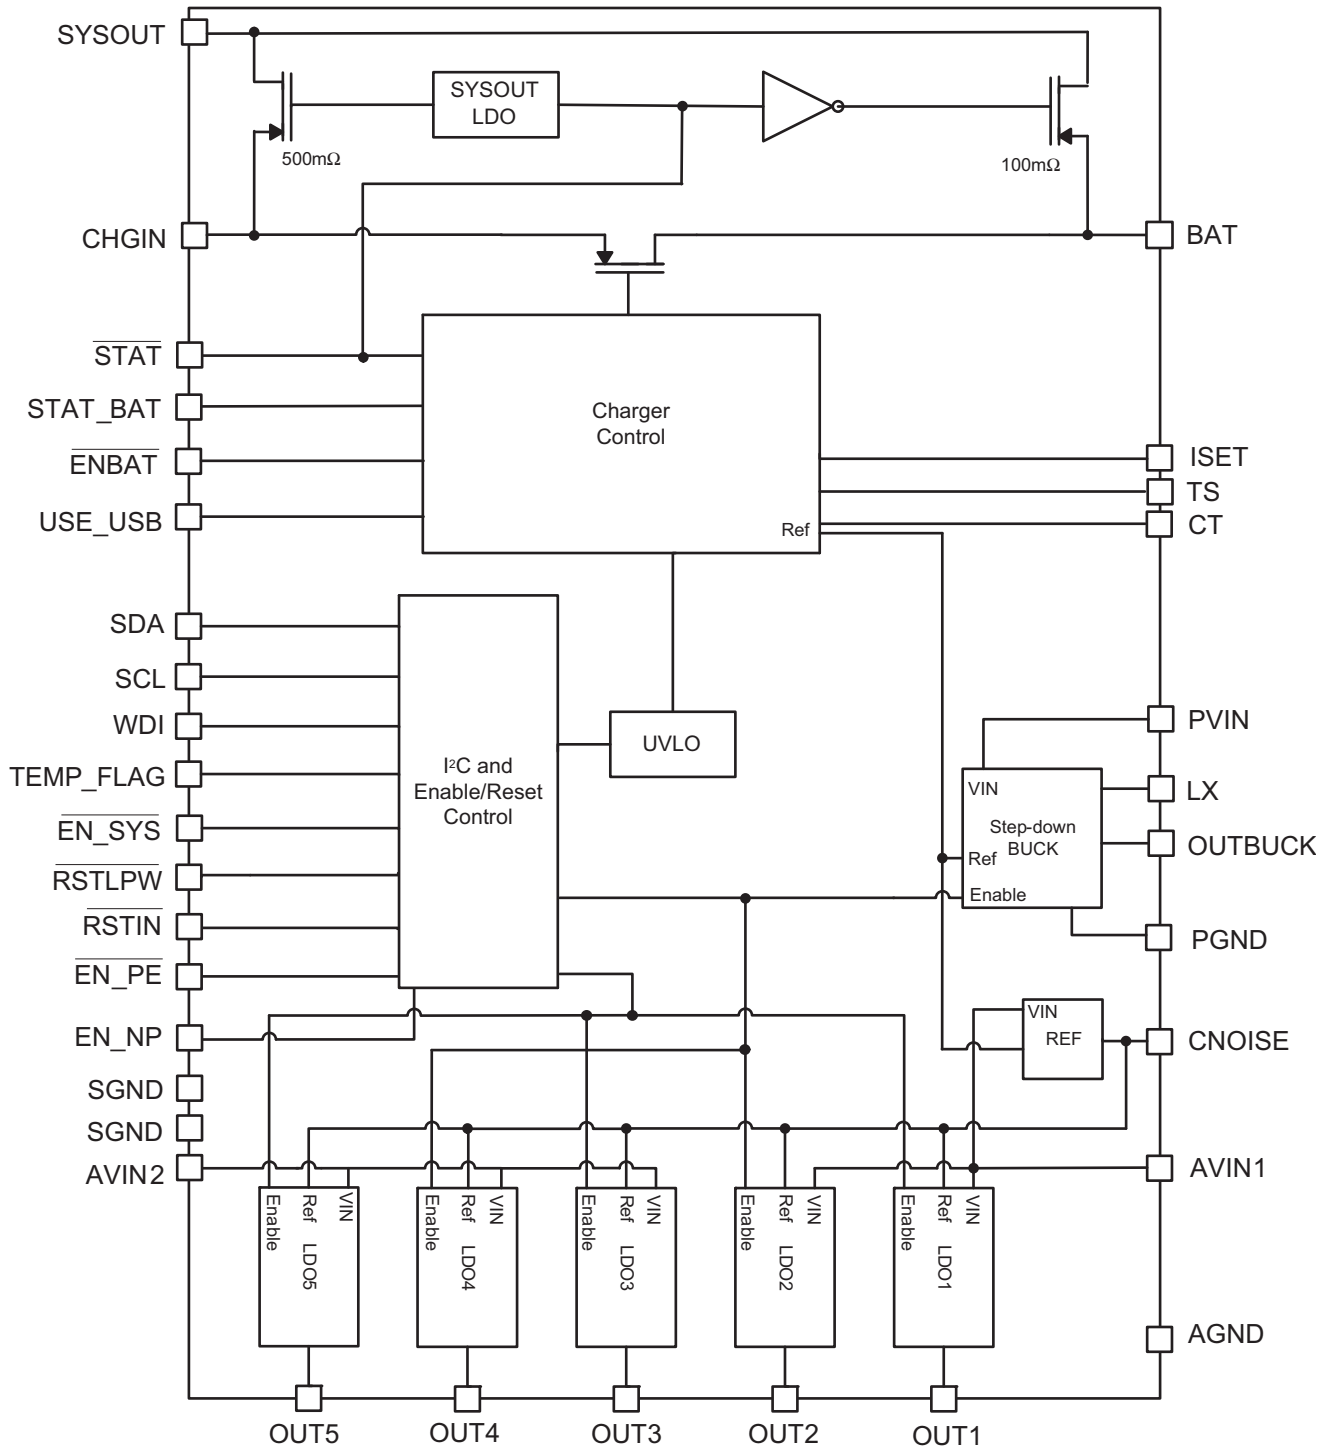 SYSOUT
SYSOUT
LDO
500mΩ
100mΩ
CHGIN
BAT
STAT
STAT_BAT
ENBAT
USE_USB
Charger
Control
Ref
ISET
TS
CT
SDA
SCL
WDI
TEMP_FLAG
EN_SYS
RSTLPW
RSTIN
EN_PE
EN_NP
SGND
SGND
AVIN2
I²C and
Enable/Reset
Control
UVLO
VIN
Step-down
BUCK
Ref
Enable
PVIN
LX
OUTBUCK
PGND
VIN
REF
CNOISE
AVIN1
AGND
Enable
Ref
VIN
LDO5
Enable
Ref
VIN
LDO4
Enable
Ref
VIN
LDO3
Enable
Ref
VIN
LDO2
Enable
Ref
VIN
LDO1
OUT5
OUT4
OUT3
OUT2
OUT1